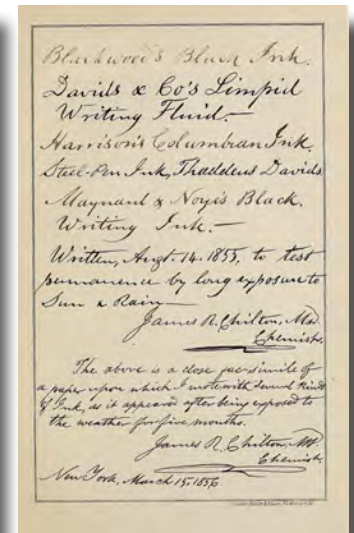 Blackwood's Black Ink.
Davids & Co's Limpid
Writing Fluid.—
Harrison's Columbian Ink.
Steel-Pen Ink, Thaddeus Davids.
Maynard & Noyes Black.
Writing Ink.—
Written, Augt. 14. 1855, to test
permanence by long exposure to
Sun & Rain—
James R. Chilton, Md.
Chemist.
The above is a close fac-simile of
a paper upon which I wrote with several kinds
of Ink, as it appeared after being exposed to
the weather for five months.
James R. Chilton, Md.
Chemist.
New York, March 15. 1856.